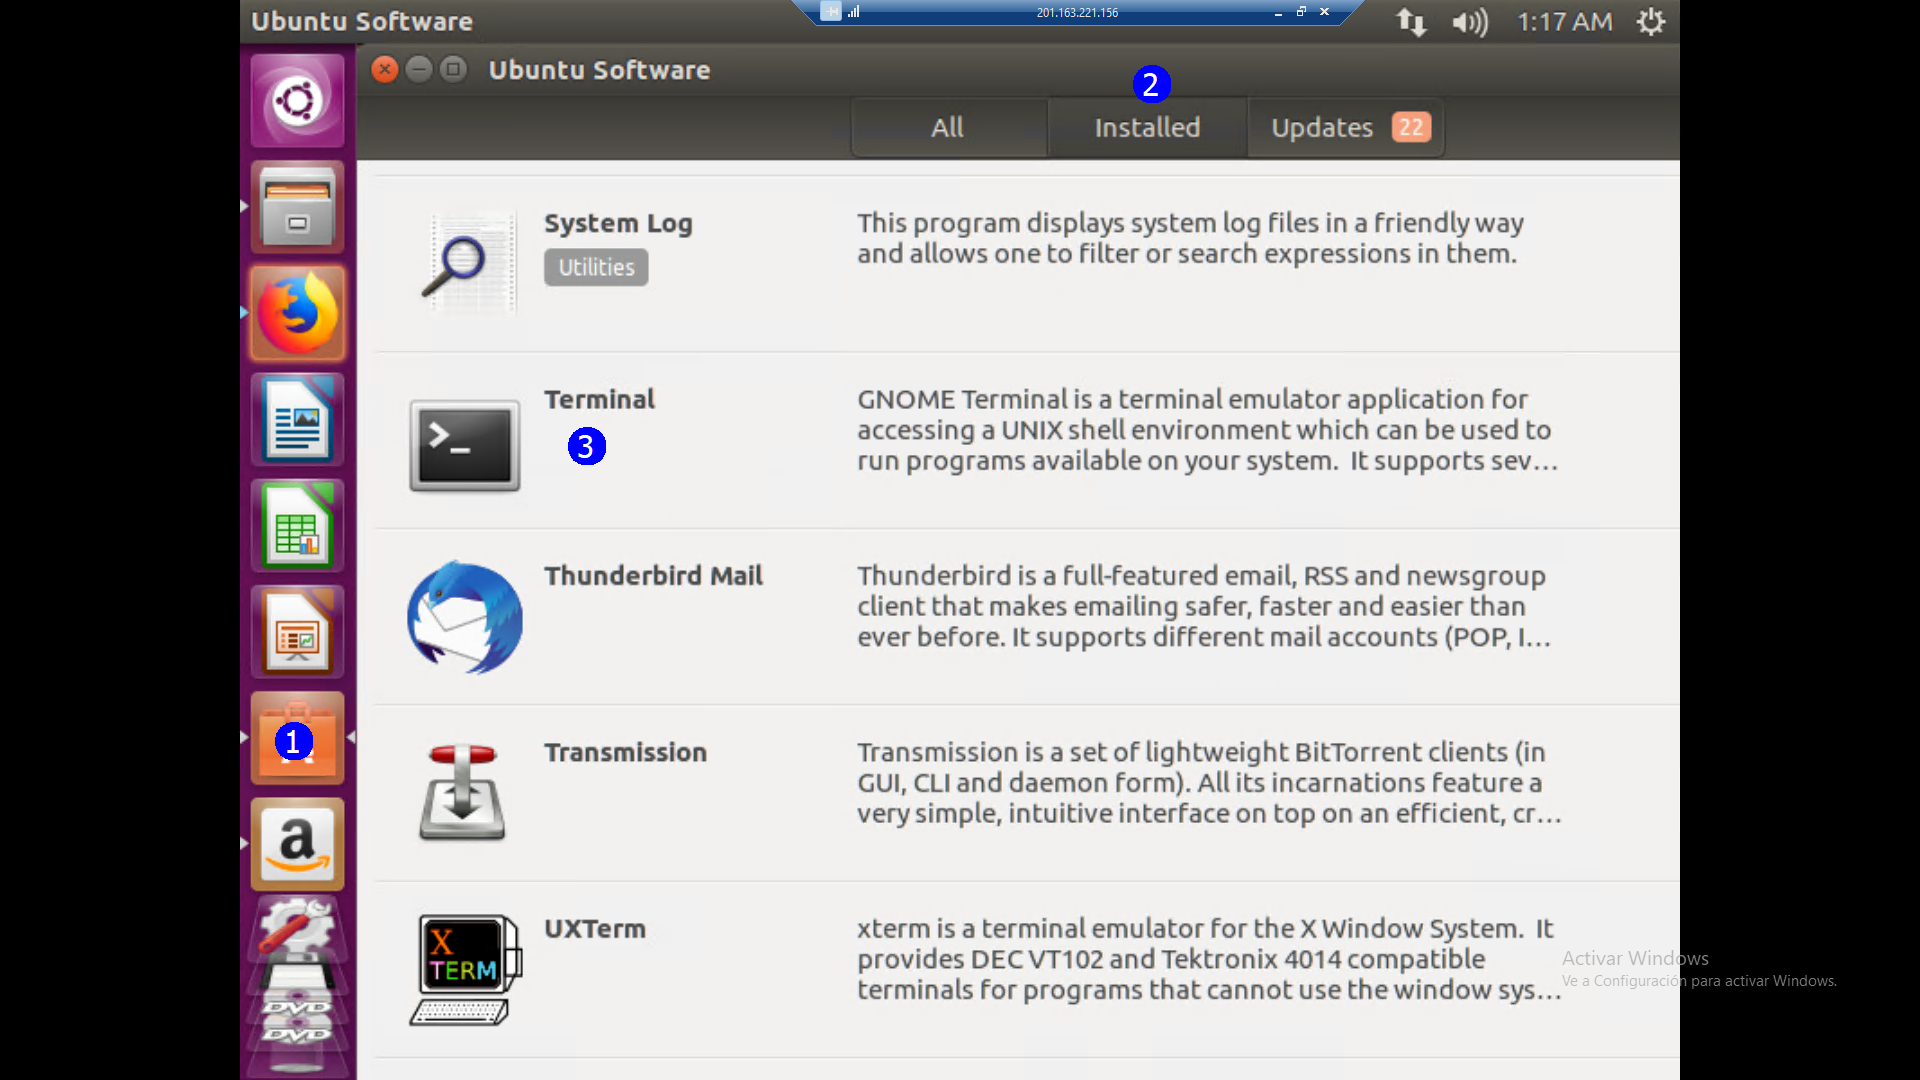 Ubuntu Software
201.163.221.156
1:17 AM
Ubuntu Software
2
All
Installed
Updates 22
System Log
Utilities
This program displays system log files in a friendly way
and allows one to filter or search expressions in them.
Terminal
3
GNOME Terminal is a terminal emulator application for
accessing a UNIX shell environment which can be used to
run programs available on your system.  It supports sev...
Thunderbird Mail
Thunderbird is a full-featured email, RSS and newsgroup
client that makes emailing safer, faster and easier than
ever before. It supports different mail accounts (POP, I...
1
Transmission
Transmission is a set of lightweight BitTorrent clients (in
GUI, CLI and daemon form). All its incarnations feature a
very simple, intuitive interface on top on an efficient, cr...
a
X
TERM
UXTerm
xterm is a terminal emulator for the X Window System.  It
provides DEC VT102 and Tektronix 4014 compatible
terminals for programs that cannot use the window sys...
DVD
DVD
Activar Windows
Ve a Configuración para activar Windows.